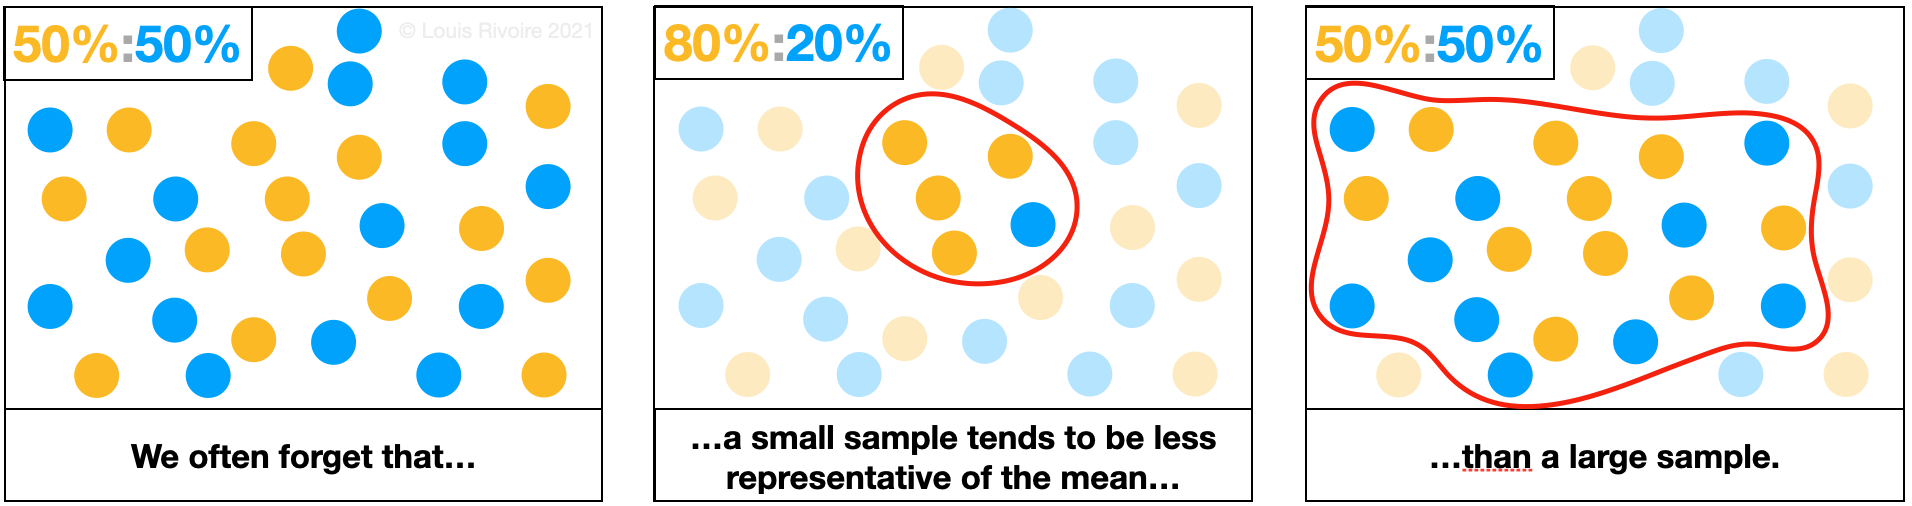 50%:50%
© Louis Rivoire 2021
We often forget that...
80%:20%
...a small sample tends to be less
representative of the mean...
50%:50%
...than a large sample.